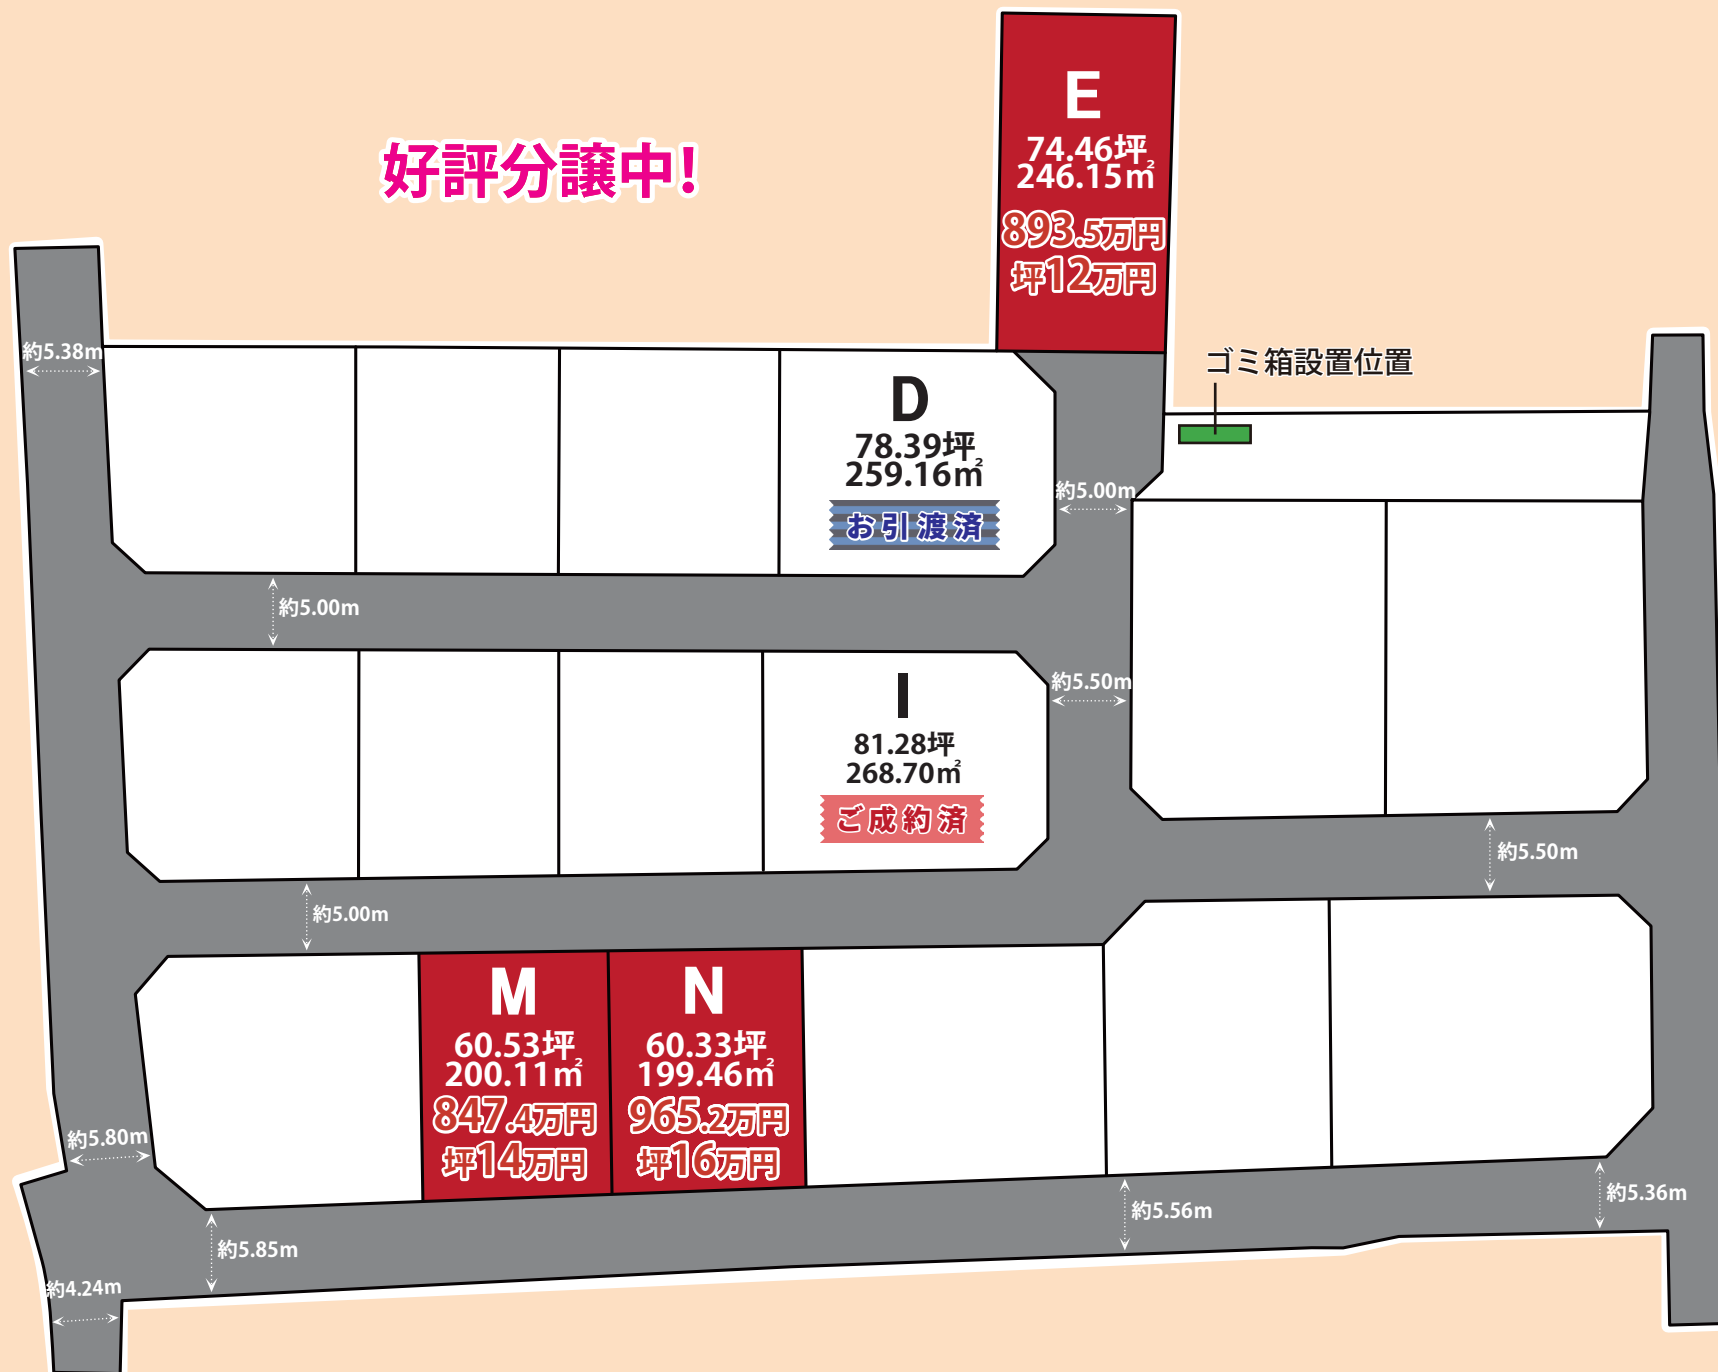 好評分譲中!
E
74.46坪
246.15㎡
893.5万円
坪12万円
約5.38m
ゴミ箱設置位置
D
78.39坪
259.16㎡
お引渡済
約5.00m
約5.00m
I
81.28坪
268.70㎡
ご成約済
約5.50m
約5.50m
約5.00m
M
60.53坪
200.11㎡
847.4万円
坪14万円
N
60.33坪
199.46㎡
965.2万円
坪16万円
約5.80m
約5.85m
約5.56m
約5.36m
約4.24m